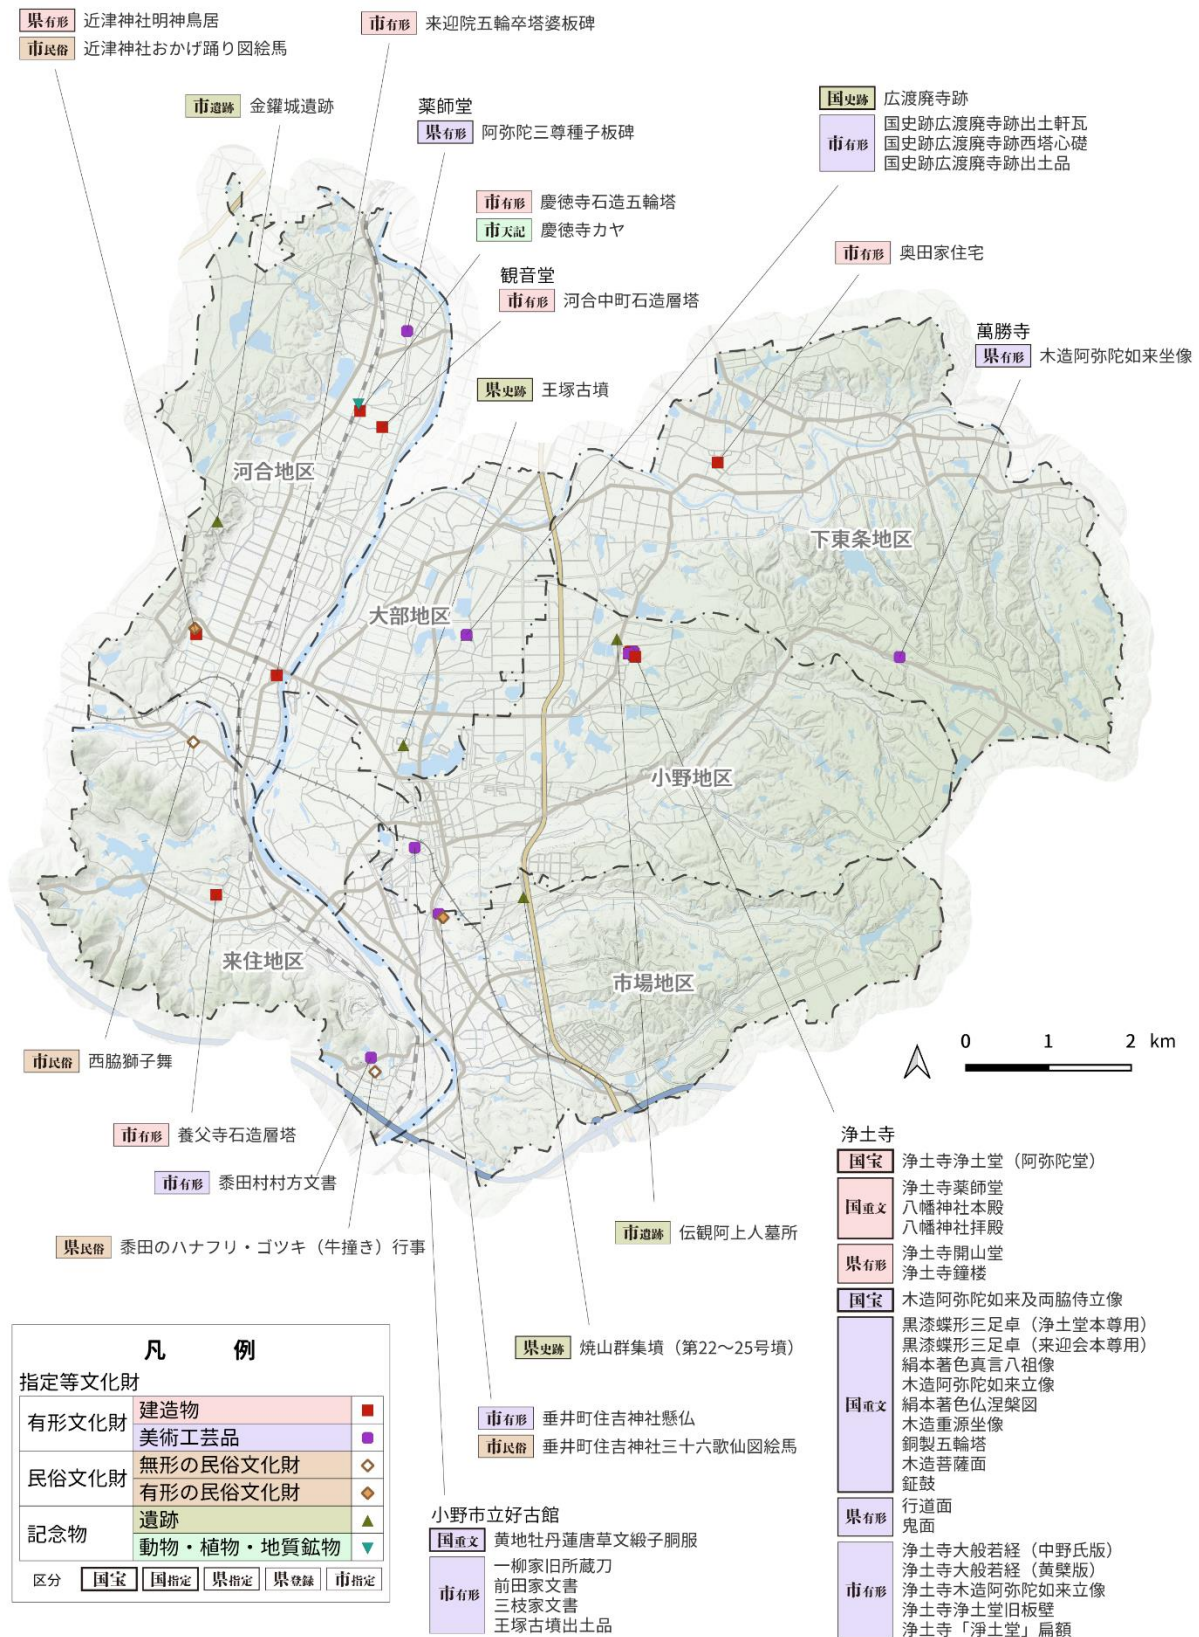 県有形 近津神社明神鳥居
市民俗 近津神社おかげ踊り図絵馬
市有形 来迎院五輪卒塔婆板碑
市遺跡 金鑵城遺跡
薬師堂
県有形 阿弥陀三尊種子板碑
国史跡 広渡廃寺跡
市有形 国史跡広渡廃寺跡出土軒瓦
国史跡広渡廃寺跡西塔心礎
国史跡広渡廃寺跡出土品
市有形 慶徳寺石造五輪塔
市天記 慶徳寺カヤ
観音堂
市有形 河合中町石造層塔
市有形 奥田家住宅
萬勝寺
県有形 木造阿弥陀如来坐像
県史跡 王塚古墳
河合地区
大部地区
下東条地区
小野地区
来住地区
市場地区
0 1 2 km
市民俗 西脇獅子舞
市有形 養父寺石造層塔
市有形 黍田村村方文書
県民俗 黍田のハナフリ・ゴツキ（牛撞き）行事
市遺跡 伝観阿上人墓所
県史跡 焼山群集墳（第22～25号墳）
市有形 垂井町住吉神社懸仏
市民俗 垂井町住吉神社三十六歌仙図絵馬
小野市立好古館
国重文 黄地牡丹蓮唐草文緞子胴服
市有形 一柳家旧所蔵刀
前田家文書
三枝家文書
王塚古墳出土品
浄土寺
国宝 浄土寺浄土堂（阿弥陀堂）
国重文 浄土寺薬師堂
八幡神社本殿
八幡神社拝殿
県有形 浄土寺開山堂
浄土寺鐘楼
国宝 木造阿弥陀如来及両脇侍立像
国重文 黒漆蝶形三足卓（浄土堂本尊用）
黒漆蝶形三足卓（来迎会本尊用）
絹本著色真言八祖像
木造阿弥陀如来立像
絹本著色仏涅槃図
木造重源坐像
銅製五輪塔
木造菩薩面
鉦鼓
県有形 行道面
鬼面
市有形 浄土寺大般若経（中野氏版）
浄土寺大般若経（黄檗版）
浄土寺木造阿弥陀如来立像
浄土寺浄土堂旧板壁
浄土寺「浄土堂」扁額
凡 例
指定等文化財
有形文化財 建造物
美術工芸品
民俗文化財 無形の民俗文化財
有形の民俗文化財
記念物 遺跡
動物・植物・地質鉱物
区分 国宝 国指定 県指定 県登録 市指定